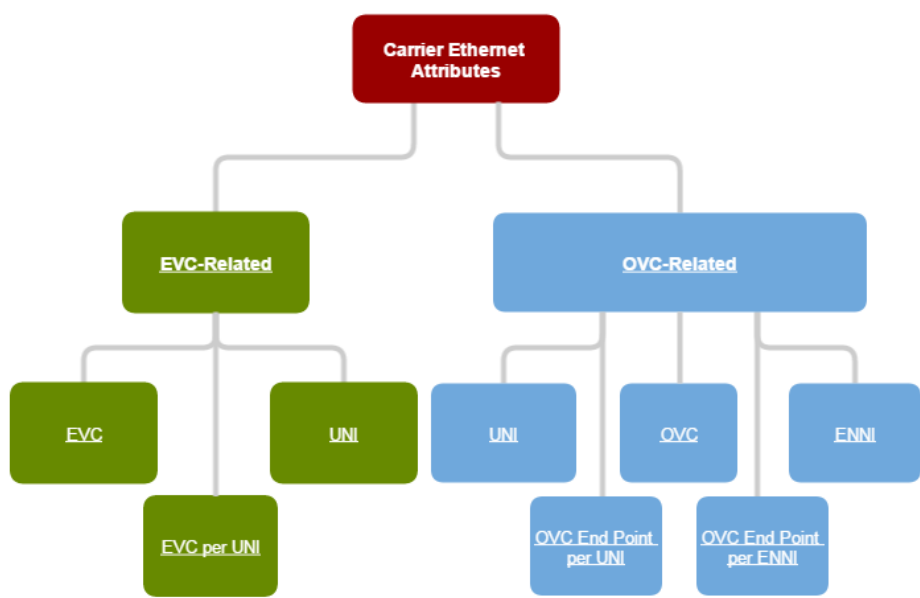 Carrier Ethernet
Attributes
EVC-Related
OVC-Related
EVC
UNI
UNI
OVC
ENNI
EVC per UNI
OVC End Point
per UNI
OVC End Point
per ENNI